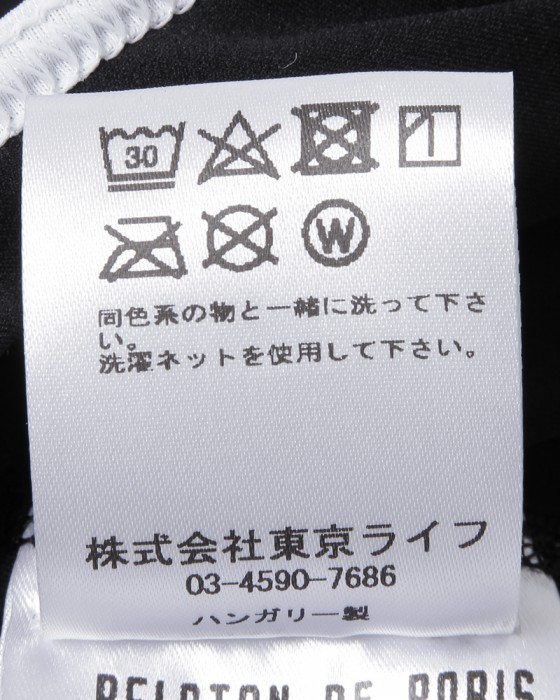 30
W
同色系の物と一緒に洗って下さ
い。
洗濯ネットを使用して下さい。
株式会社東京ライフ
03-4590-7686
ハンガリー製